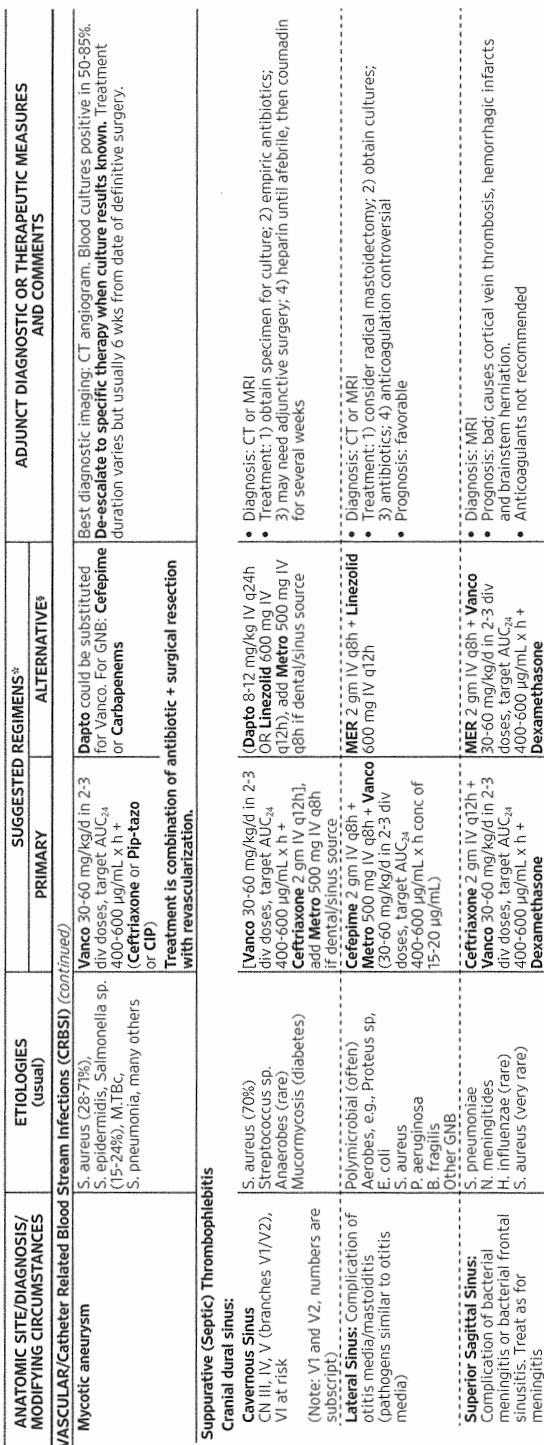 ANATOMIC SITE/DIAGNOSIS/
MODIFYING CIRCUMSTANCES
ETIOLOGIES
(usual)
SUGGESTED REGIMENS*
PRIMARY
ALTERNATIVE§
ADJUNCT DIAGNOSTIC OR THERAPEUTIC MEASURES
AND COMMENTS
VASCULAR/Catheter Related Blood Stream Infections (CRBSI) (continued)
Mycotic aneurysm
S. aureus (28-71%),
S. epidermidis, Salmonella sp.
(15-24%), M.TBc,
S. pneumonia, many others
Vanco 30-60 mg/kg/d in 2-3
div doses, target AUC24
400-600 µg/mL x h +
(Ceftriaxone or Pip-tazo
or CIP)
Dapto could be substituted
for Vanco. For GNB: Cefepime
or Carbapenems
Treatment is combination of antibiotic + surgical resection
with revascularization.
Best diagnostic imaging: CT angiogram. Blood cultures positive in 50-85%.
De-escalate to specific therapy when culture results known. Treatment
duration varies but usually 6 wks from date of definitive surgery.
Suppurative (Septic) Thrombophlebitis
Cranial dural sinus:
Cavernous Sinus
CN III, IV, V (branches V1/V2),
VI at risk
(Note: V1 and V2, numbers are
subscript)
S. aureus (70%)
Streptococcus sp.
Anaerobes (rare)
Mucormycosis (diabetes)
[Vanco 30-60 mg/kg/d in 2-3
div doses, target AUC24
400-600 µg/mL x h +
Ceftriaxone 2 gm IV q12h],
add Metro 500 mg IV q8h
if dental/sinus source
(Dapto 8-12 mg/kg IV q24h
OR Linezolid 600 mg IV
q12h), add Metro 500 mg IV
q8h if dental/sinus source
• Diagnosis: CT or MRI
• Treatment: 1) obtain specimen for culture; 2) empiric antibiotics;
3) may need adjunctive surgery; 4) heparin until afebrile, then coumadin
for several weeks
Lateral Sinus: Complication of
otitis media/mastoiditis
(pathogens similar to otitis
media)
Polymicrobial (often)
Aerobes, e.g., Proteus sp,
E. coli
S. aureus
P. aeruginosa
B. fragilis
Other GNB
Cefepime 2 gm IV q8h +
Metro 500 mg IV q8h + Vanco
(30-60 mg/kg/d in 2-3 div
doses, target AUC24
400-600 µg/mL x h conc of
15-20 µg/mL)
MER 2 gm IV q8h + Linezolid
600 mg IV q12h
• Diagnosis: CT or MRI
• Treatment: 1) consider radical mastoidectomy; 2) obtain cultures;
3) antibiotics; 4) anticoagulation controversial
• Prognosis: favorable
Superior Sagittal Sinus:
Complication of bacterial
meningitis or bacterial frontal
sinusitis. Treat as for
meningitis
S. pneumoniae
N. meningitides
H. influenzae (rare)
S. aureus (very rare)
Ceftriaxone 2 gm IV q12h +
Vanco 30-60 mg/kg/d in 2-3
div doses, target AUC24
400-600 µg/mL x h +
Dexamethasone
MER 2 gm IV q8h + Vanco
30-60 mg/kg/d in 2-3 div
doses, target AUC24
400-600 µg/mL x h +
Dexamethasone
• Diagnosis: MRI
• Prognosis: bad; causes cortical vein thrombosis, hemorrhagic infarcts
and brainstem herniation.
• Anticoagulants not recommended